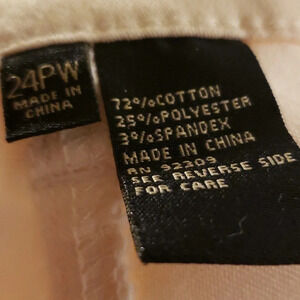 24PW
MADE IN
CHINA
72%COTTON
25%POLYESTER
3%SPANDEX
MADE IN CHINA
RN 92209
SEE REVERSE SIDE
FOR CARE